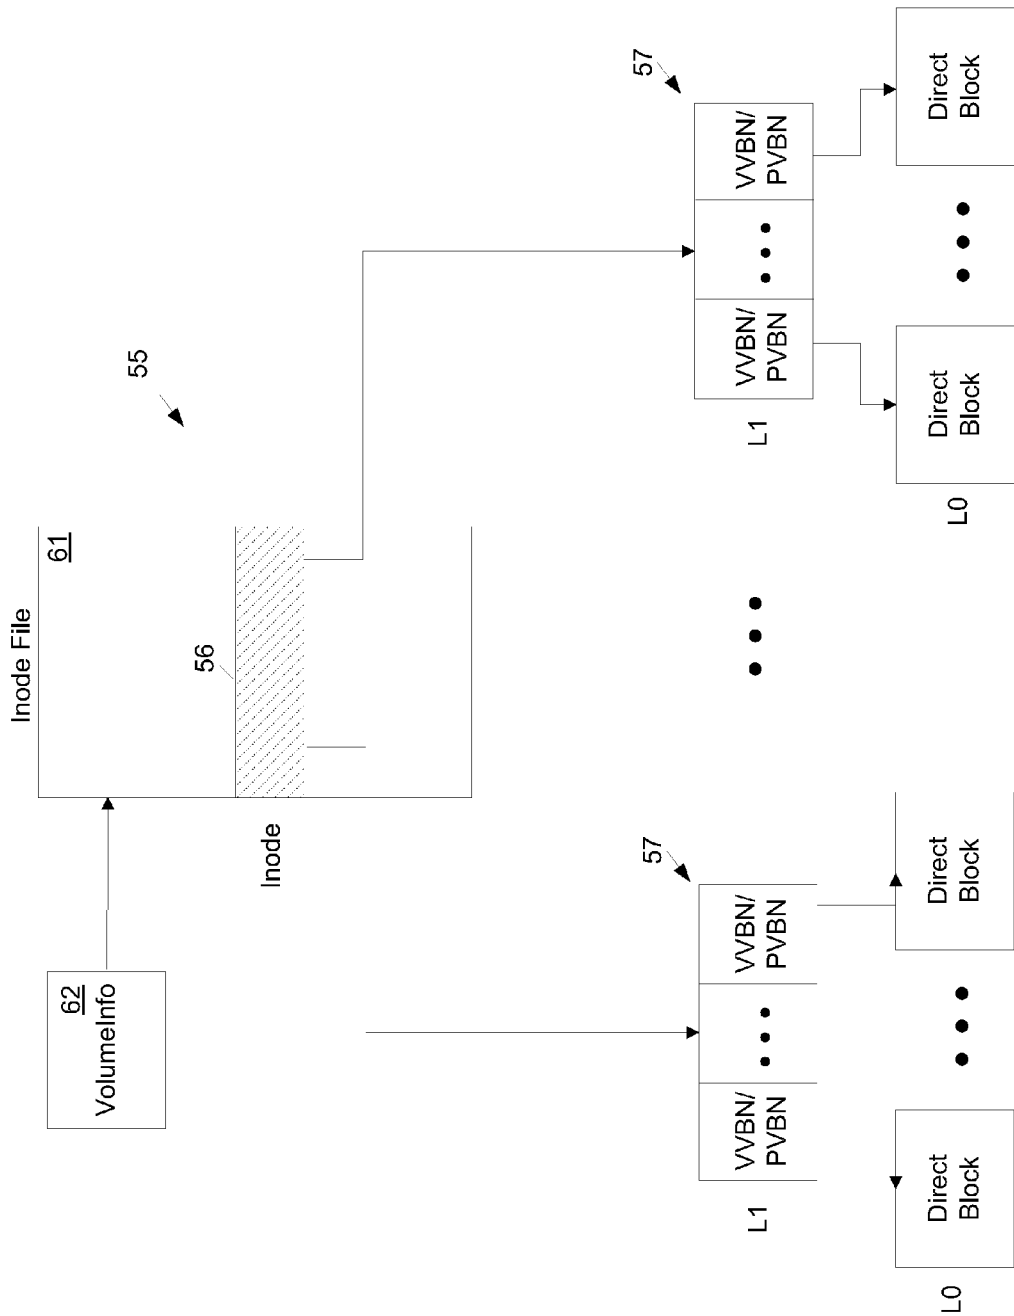 Inode File
61
62
VolumeInfo
55
56
Inode
57
57
VVBN/
PVBN
VVBN/
PVBN
VVBN/
PVBN
VVBN/
PVBN
L1
L1
Direct
Block
Direct
Block
Direct
Block
Direct
Block
L0
L0